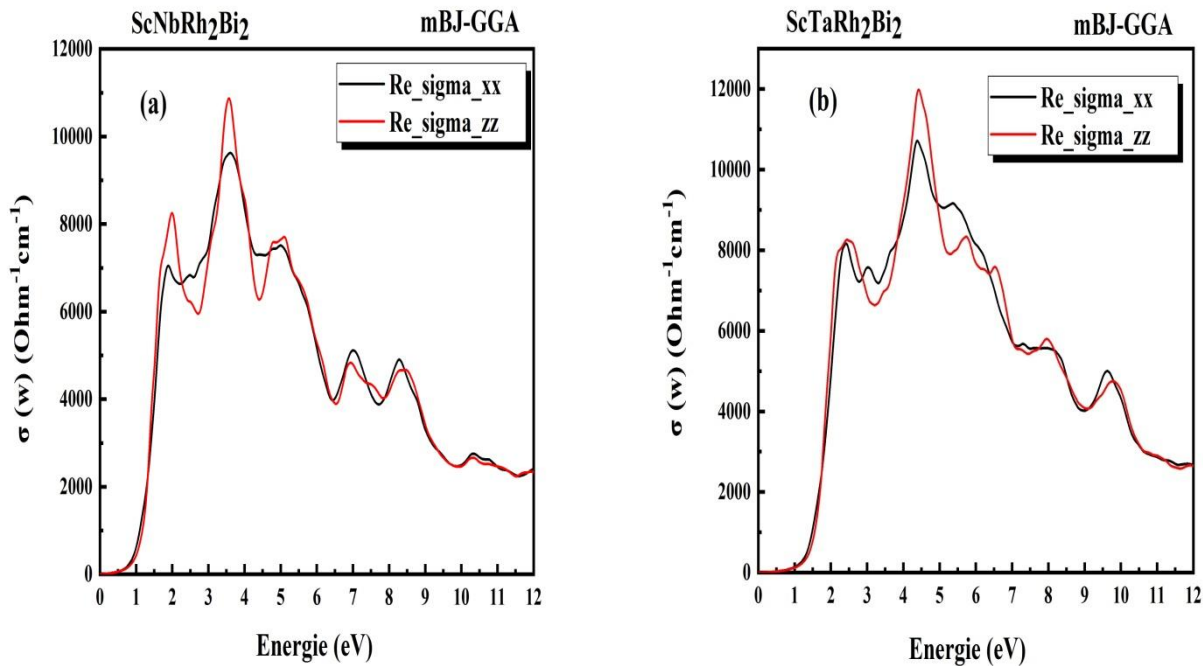 ScNbRh2Bi2 mBJ-GGA
(a)
Re_sigma_xx
Re_sigma_zz
12000
10000
8000
6000
4000
2000
0
σ (w) (Ohm⁻¹cm⁻¹)
0 1 2 3 4 5 6 7 8 9 10 11 12
Energie (eV)
ScTaRh2Bi2 mBJ-GGA
(b)
Re_sigma_xx
Re_sigma_zz
12000
10000
8000
6000
4000
2000
0
σ (w) (Ohm⁻¹cm⁻¹)
0 1 2 3 4 5 6 7 8 9 10 11 12
Energie (eV)